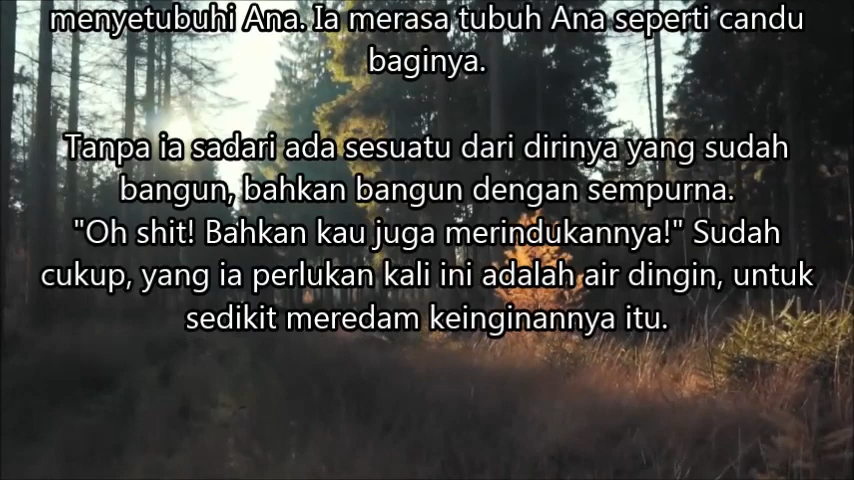 menyetubuhi Ana. Ia merasa tubuh Ana seperti candu
baginya.
Tanpa ia sadari ada sesuatu dari dirinya yang sudah
bangun, bahkan bangun dengan sempurna.
"Oh shit! Bahkan kau juga merindukannya!" Sudah
cukup, yang ia perlukan kali ini adalah air dingin, untuk
sedikit meredam keinginannya itu.